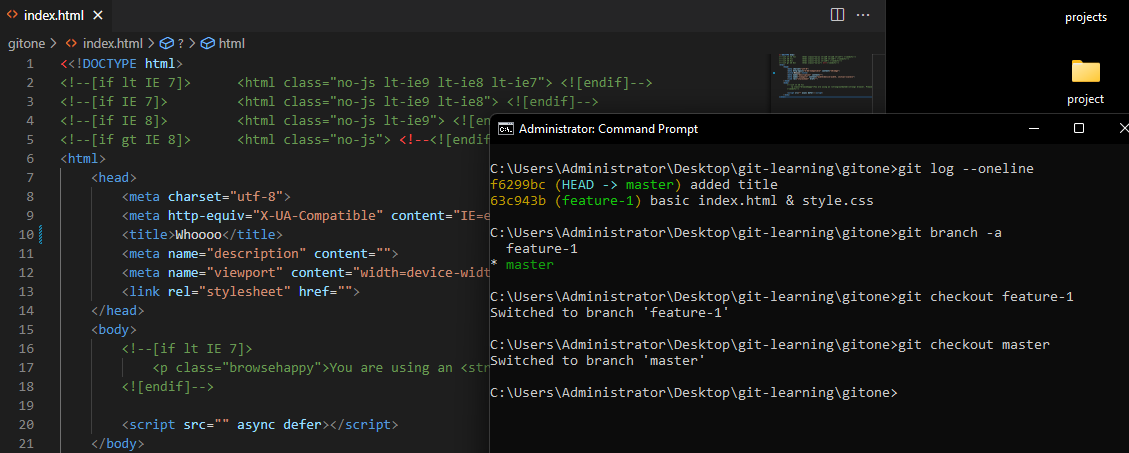 index.html
projects
gitone > index.html > ? > html
project
1 <<!DOCTYPE html>
2 <!--[if lt IE 7]>      <html class="no-js lt-ie9 lt-ie8 lt-ie7"> <![endif]-->
3 <!--[if IE 7]>         <html class="no-js lt-ie9 lt-ie8"> <![endif]-->
4 <!--[if IE 8]>         <html class="no-js lt-ie9"> <![en
5 <!--[if gt IE 8]>      <html class="no-js"> <!--<![endif
6 <html>
7     <head>
8         <meta charset="utf-8">
9         <meta http-equiv="X-UA-Compatible" content="IE=e
10         <title>Whoooo</title>
11         <meta name="description" content="">
12         <meta name="viewport" content="width=device-widt
13         <link rel="stylesheet" href="">
14     </head>
15     <body>
16         <!--[if lt IE 7]>
17             <p class="browsehappy">You are using an <str
18         <![endif]-->
19
20         <script src="" async defer></script>
21     </body>
Administrator: Command Prompt
C:\Users\Administrator\Desktop\git-learning\gitone>git log --oneline
f6299bc (HEAD -> master) added title
63c943b (feature-1) basic index.html & style.css
C:\Users\Administrator\Desktop\git-learning\gitone>git branch -a
  feature-1
* master
C:\Users\Administrator\Desktop\git-learning\gitone>git checkout feature-1
Switched to branch 'feature-1'
C:\Users\Administrator\Desktop\git-learning\gitone>git checkout master
Switched to branch 'master'
C:\Users\Administrator\Desktop\git-learning\gitone>